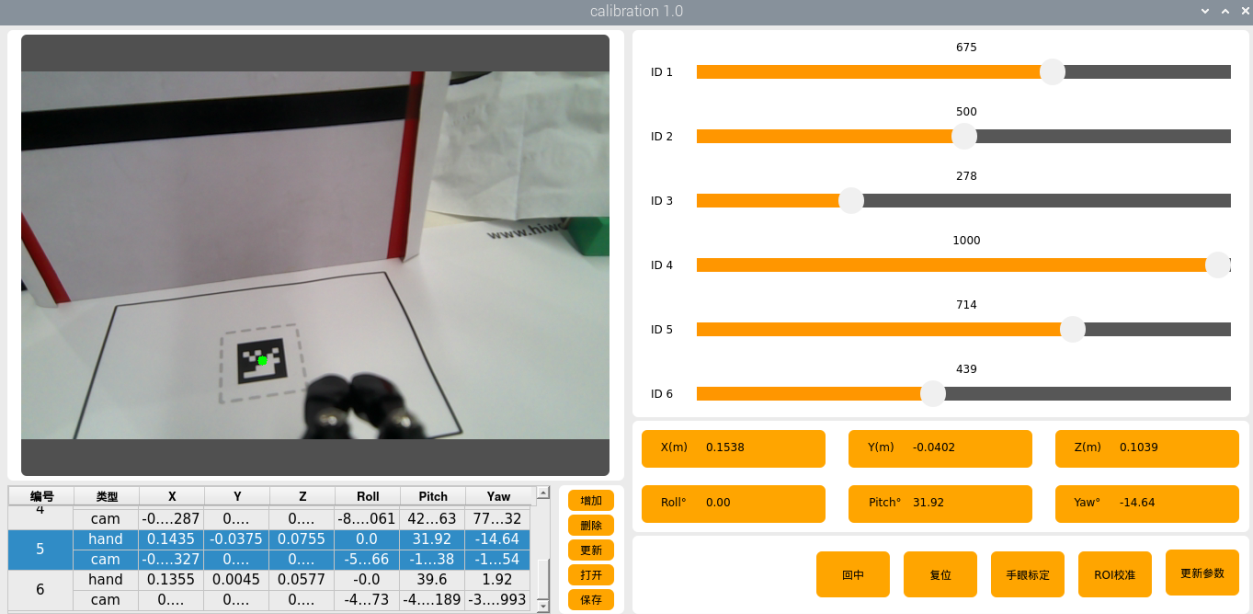 calibration 1.0
www.hiw
675
ID 1
500
ID 2
278
ID 3
1000
ID 4
714
ID 5
439
ID 6
X(m) 0.1538
Y(m) -0.0402
Z(m) 0.1039
Roll° 0.00
Pitch° 31.92
Yaw° -14.64
编号 类型 X Y Z Roll Pitch Yaw
4
cam -0....287 0.... 0.... -8....061 42...63 77...32
5
hand 0.1435 -0.0375 0.0755 0.0 31.92 -14.64
cam -0....327 0.... 0.... -5...66 -1...38 -1...54
6
hand 0.1355 0.0045 0.0577 -0.0 39.6 1.92
cam 0.... 0.... 0.... -4...73 -4....189 -3....993
增加
删除
更新
打开
保存
回中
复位
手眼标定
ROI校准
更新参数